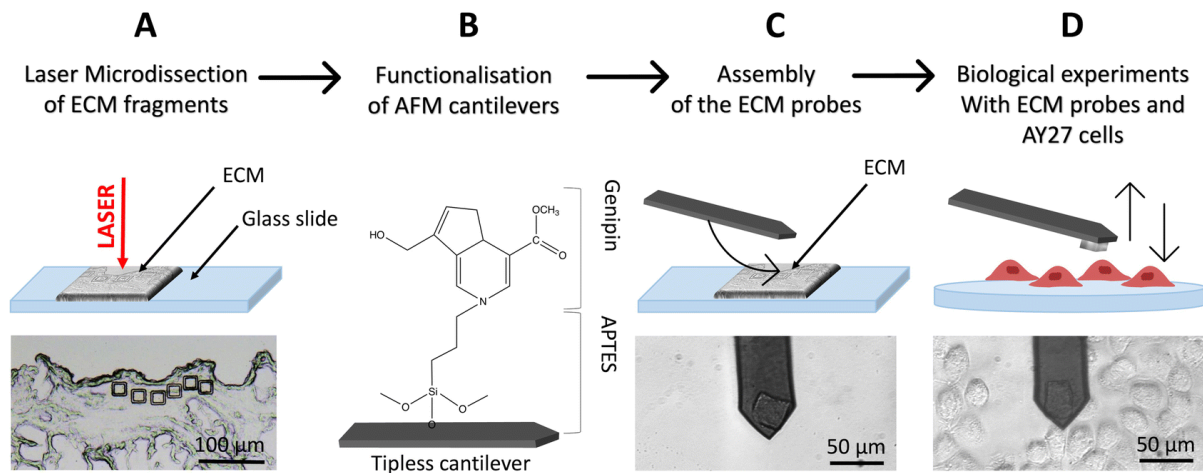 A
Laser Microdissection
of ECM fragments
LASER
ECM
Glass slide
100 µm
B
Functionalisation
of AFM cantilevers
Genipin
APTES
OCH3
HO
O
N
Si
O
O
O
Tipless cantilever
C
Assembly
of the ECM probes
ECM
50 µm
D
Biological experiments
With ECM probes and
AY27 cells
50 µm